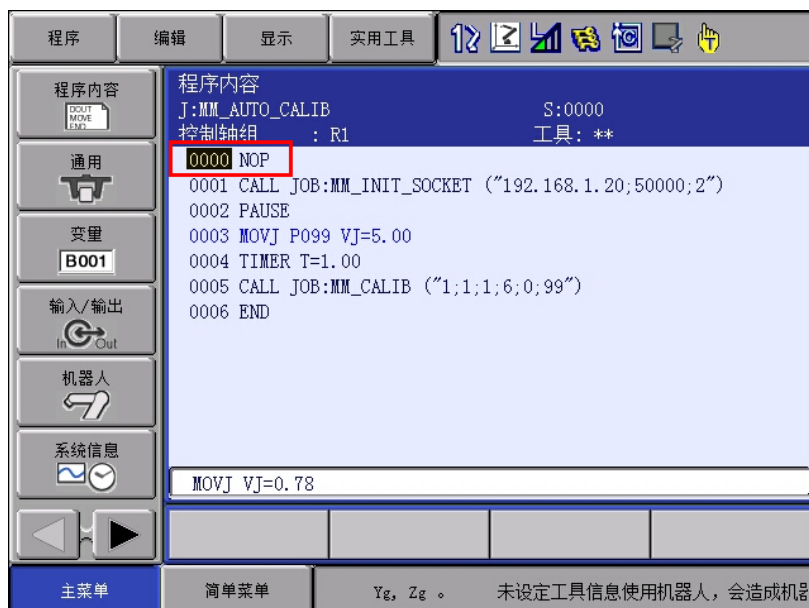 程序
编辑
显示
实用工具
程序内容
DOUT
MOVE
END
通用
变量
B001
输入/输出
In Out
机器人
系统信息
程序内容
J:MM_AUTO_CALIB S:0000
控制轴组 : R1 工具: **
0000 NOP
0001 CALL JOB:MM_INIT_SOCKET ("192.168.1.20;50000;2")
0002 PAUSE
0003 MOVJ P099 VJ=5.00
0004 TIMER T=1.00
0005 CALL JOB:MM_CALIB ("1;1;1;6;0;99")
0006 END
MOVJ VJ=0.78
主菜单
简单菜单
Yg, Zg 。 未设定工具信息使用机器人，会造成机器